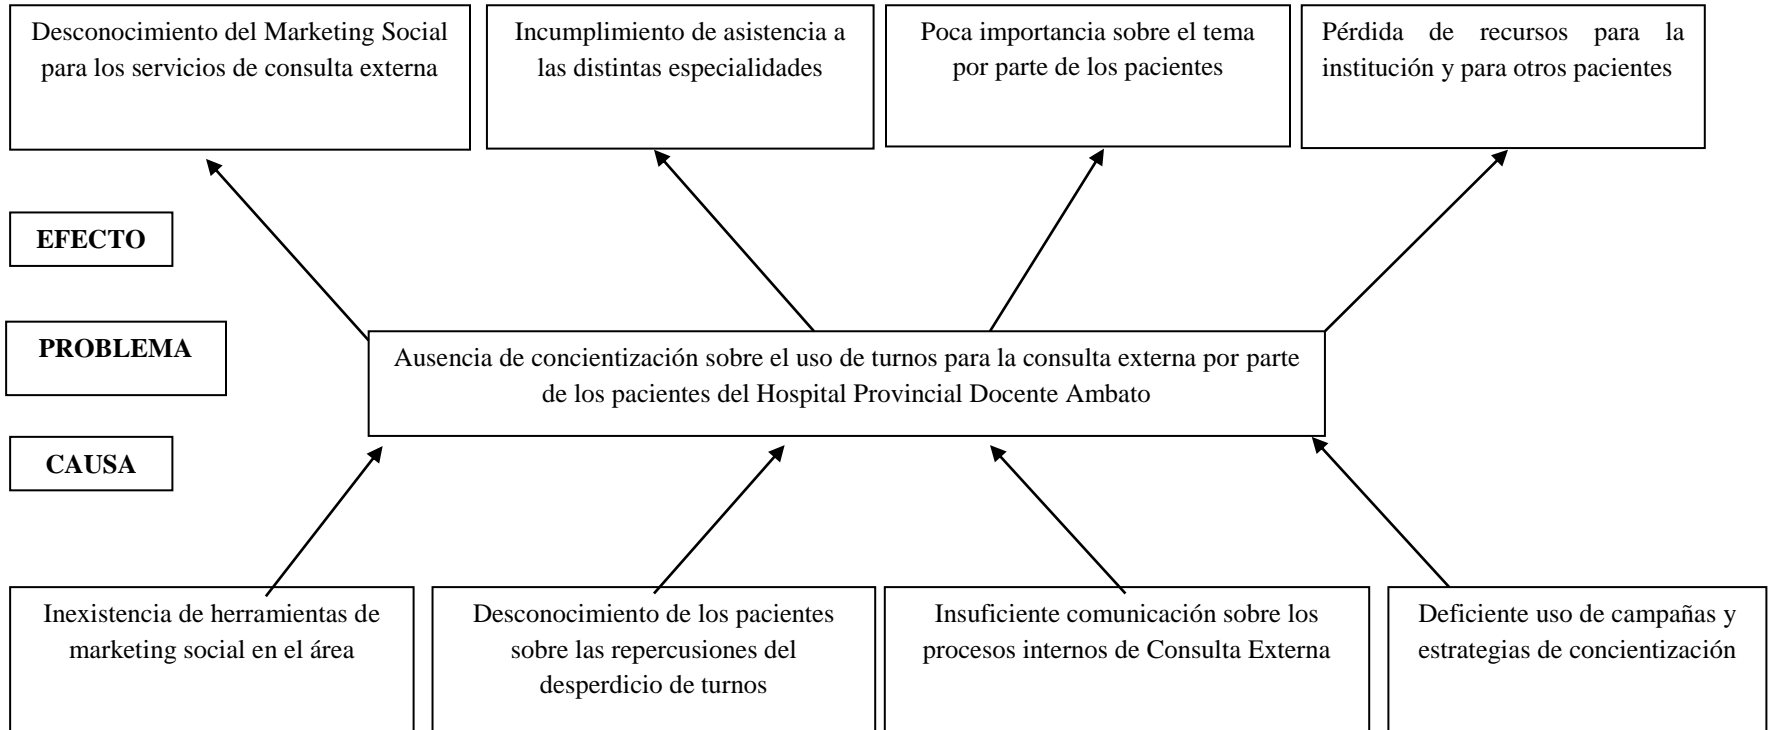 Desconocimiento del Marketing Social
para los servicios de consulta externa
Incumplimiento de asistencia a
las distintas especialidades
Poca importancia sobre el tema
por parte de los pacientes
Pérdida de recursos para la
institución y para otros pacientes
EFECTO
PROBLEMA
Ausencia de concientización sobre el uso de turnos para la consulta externa por parte
de los pacientes del Hospital Provincial Docente Ambato
CAUSA
Inexistencia de herramientas de
marketing social en el área
Desconocimiento de los pacientes
sobre las repercusiones del
desperdicio de turnos
Insuficiente comunicación sobre los
procesos internos de Consulta Externa
Deficiente uso de campañas y
estrategias de concientización